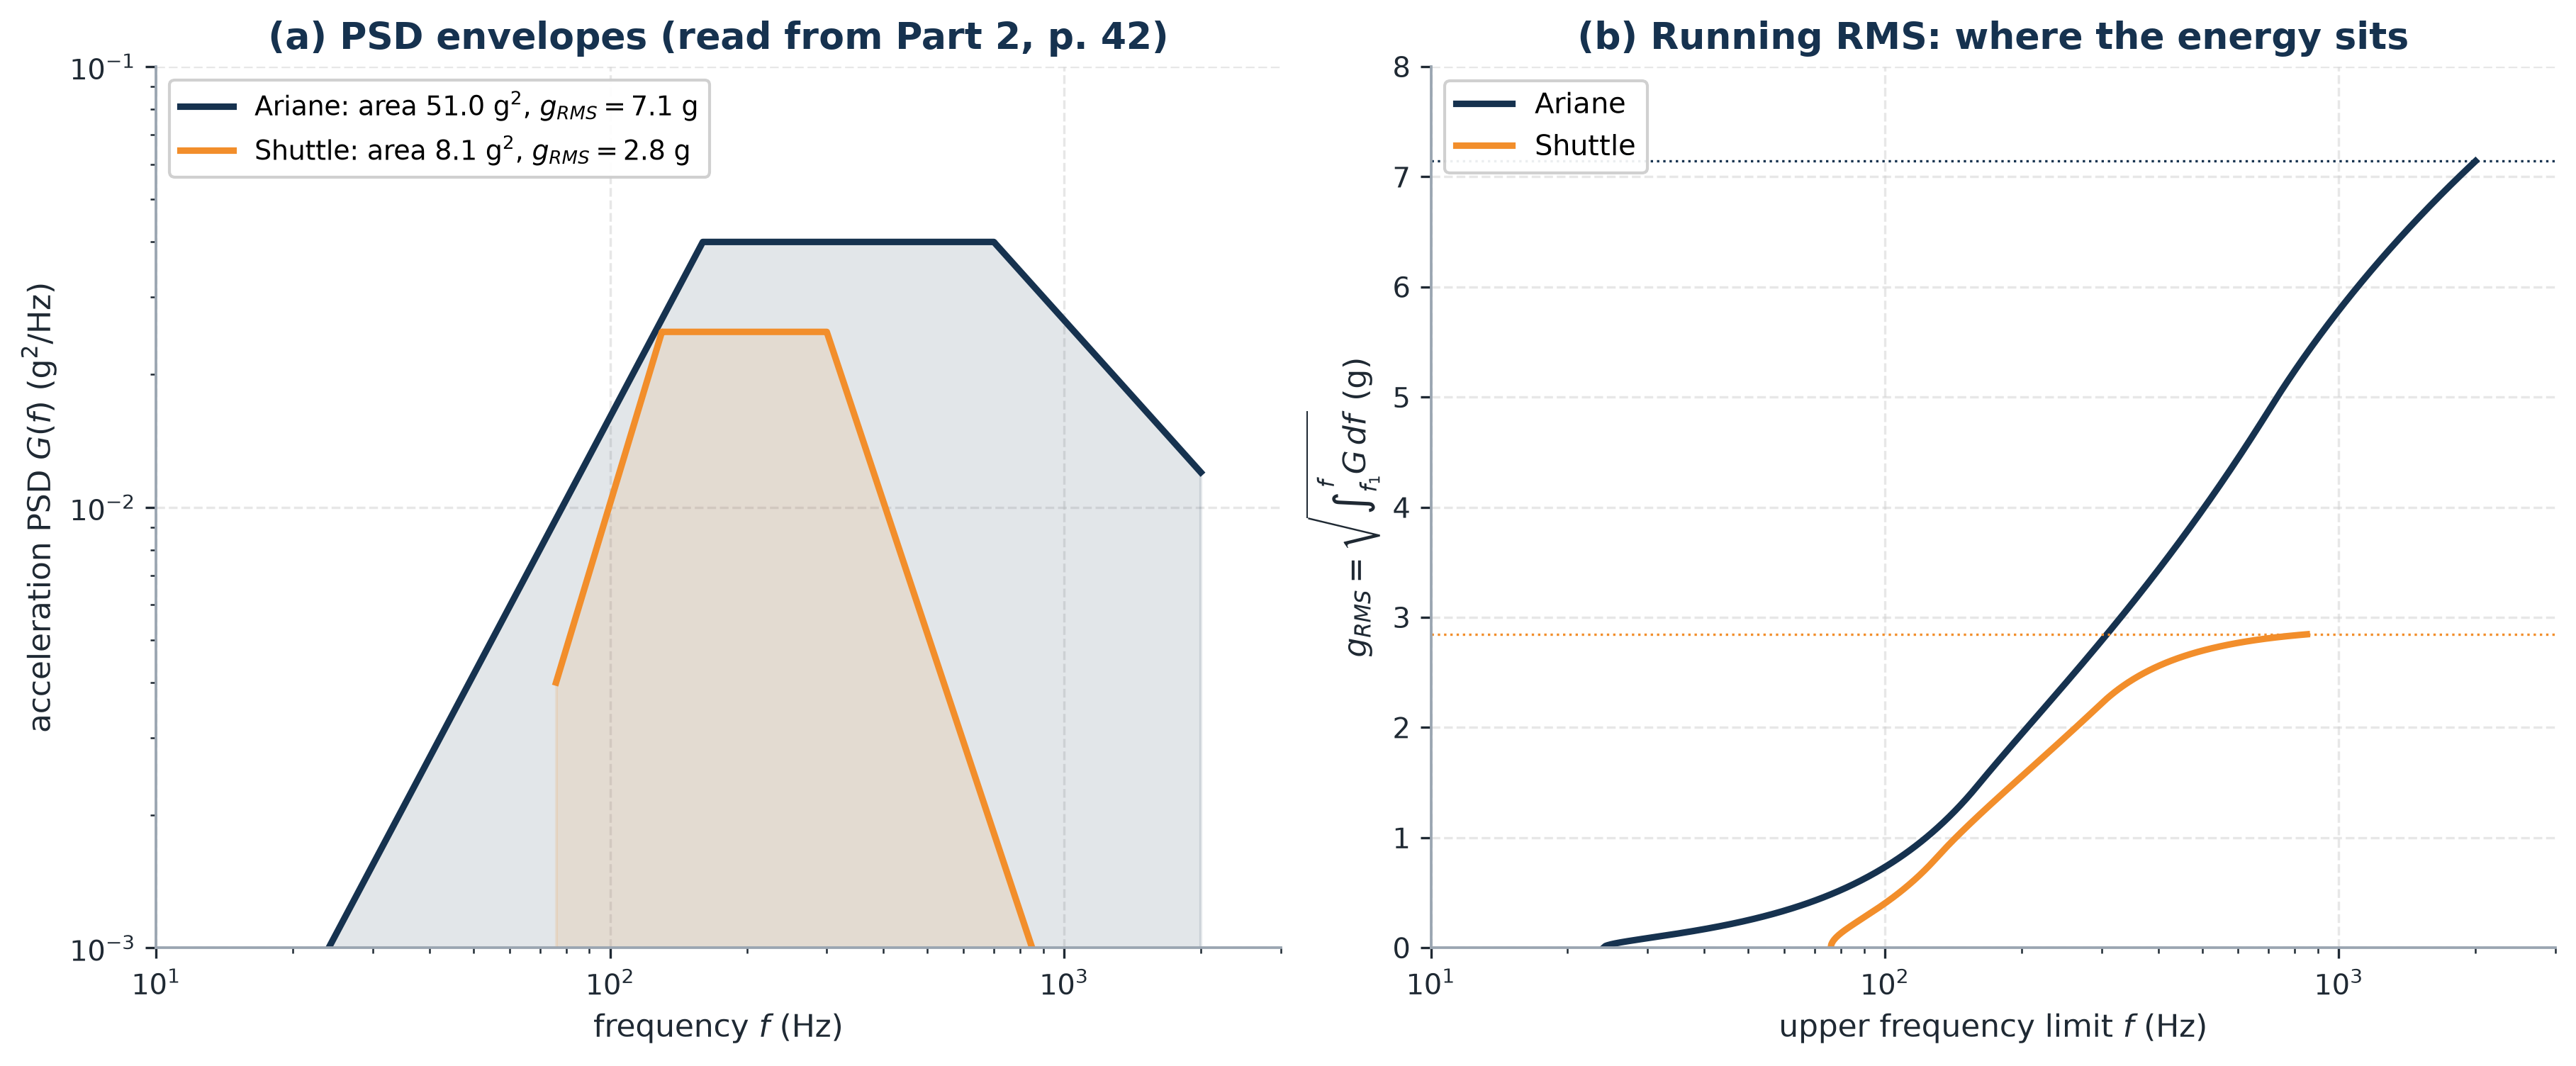 (a) PSD envelopes (read from Part 2, p. 42)
Ariane: area 51.0 g², g_RMS = 7.1 g
Shuttle: area 8.1 g², g_RMS = 2.8 g
acceleration PSD G(f) (g²/Hz)
10⁻¹
10⁻²
10⁻³
10¹ 10² 10³
frequency f (Hz)
(b) Running RMS: where the energy sits
Ariane
Shuttle
g_RMS = √∫_f₁^f G df (g)
8
7
6
5
4
3
2
1
0
10¹ 10² 10³
upper frequency limit f (Hz)